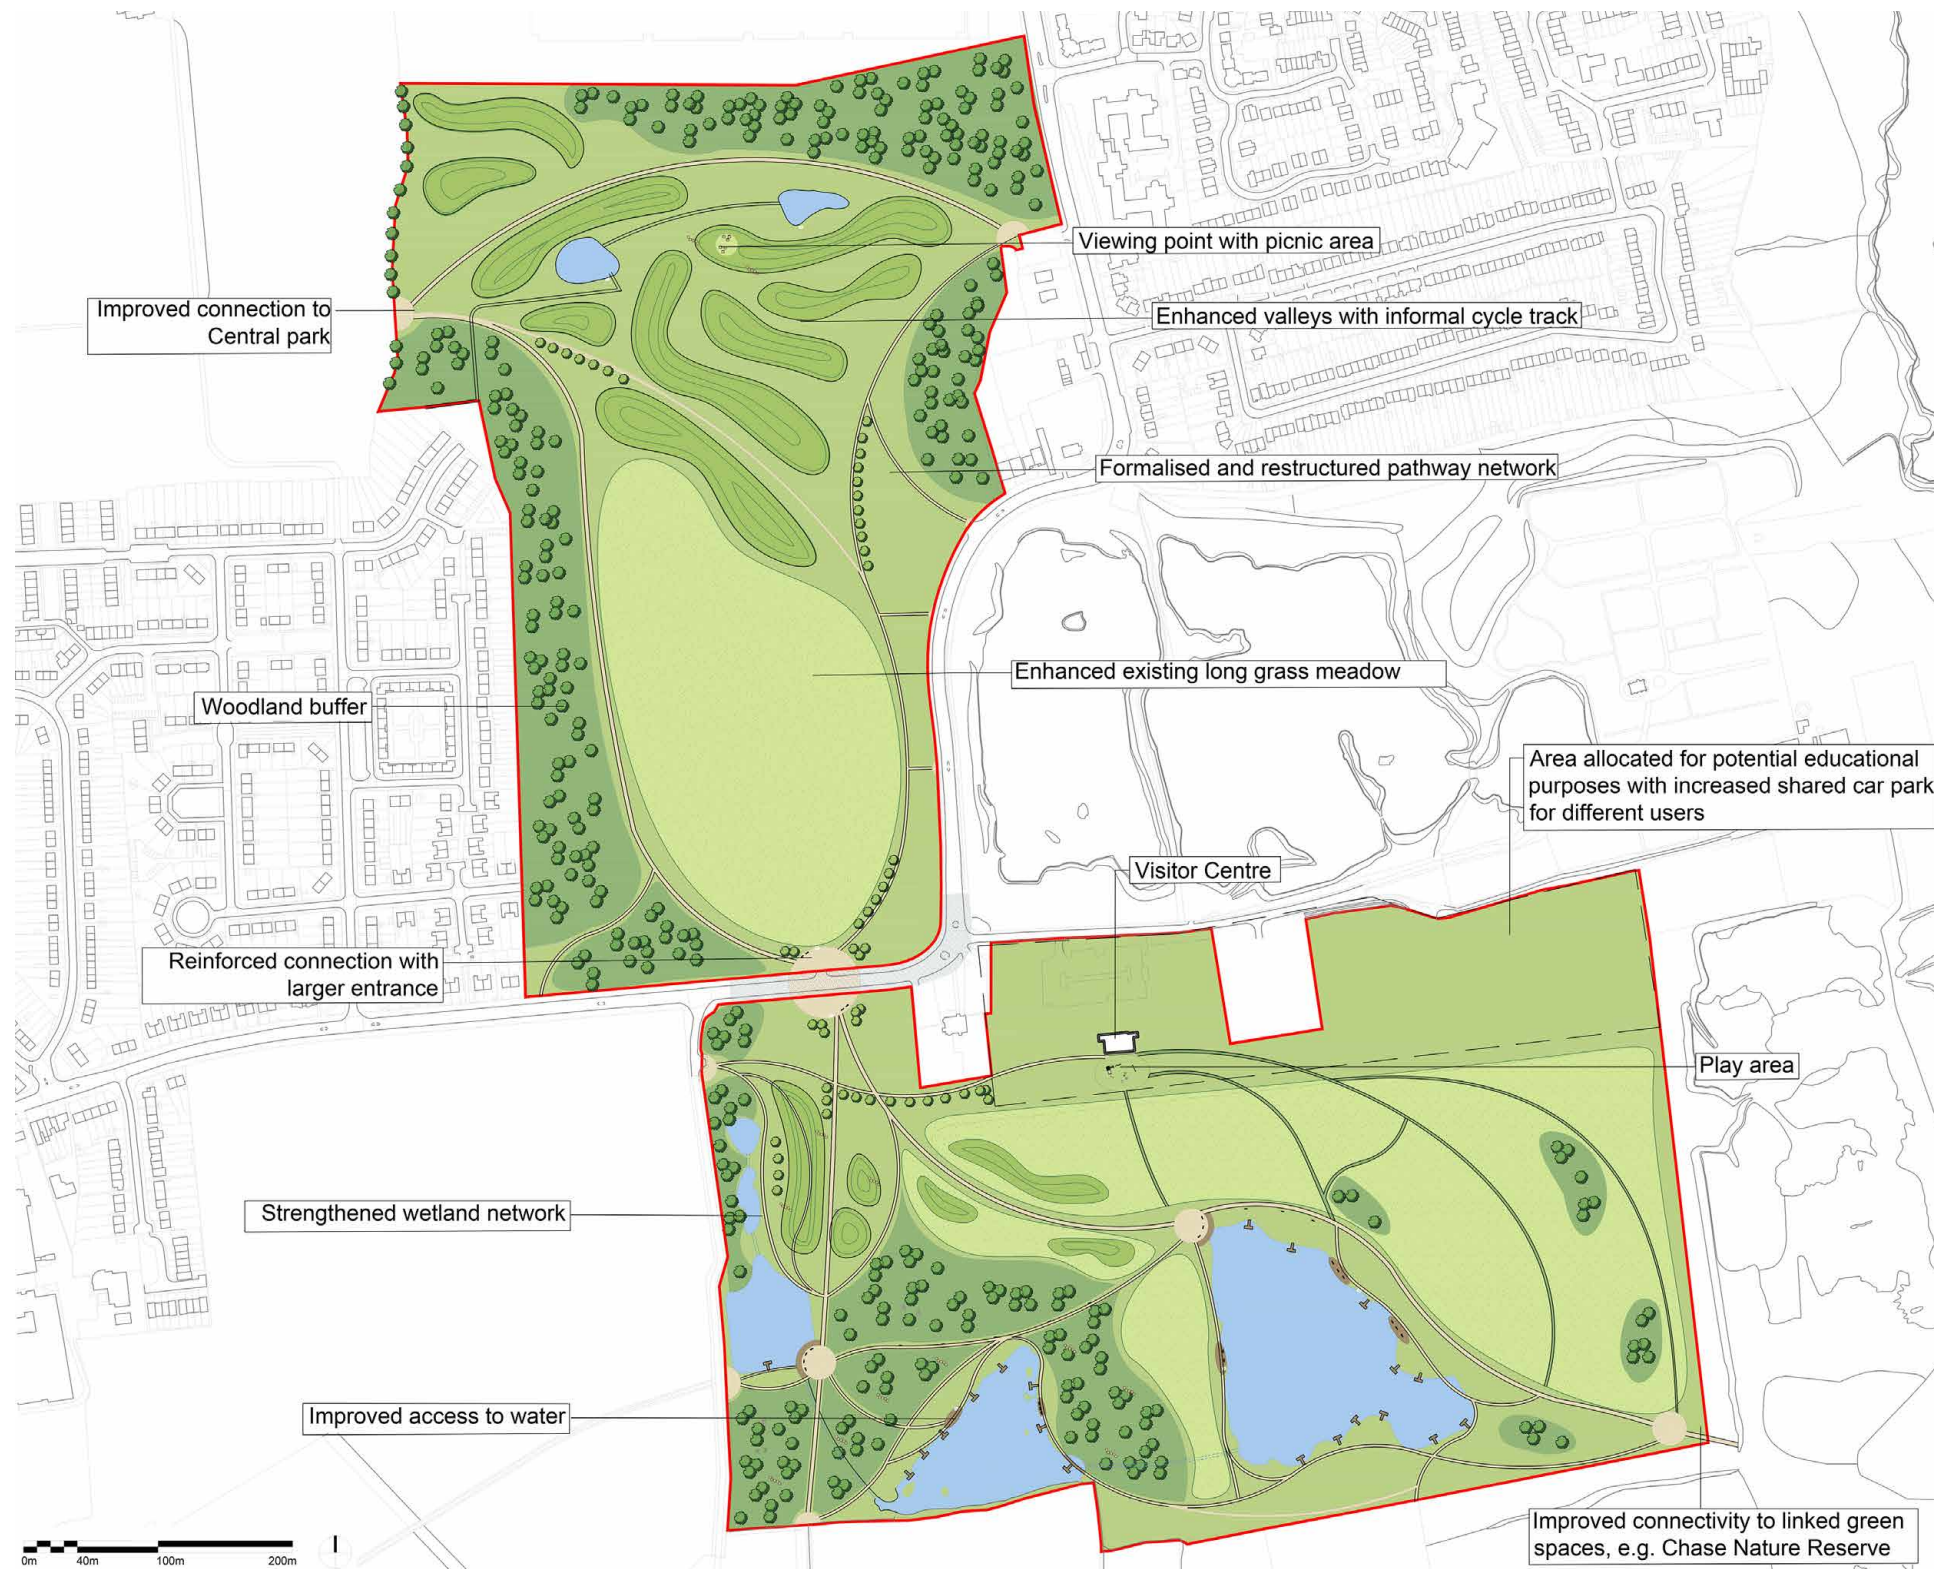 Viewing point with picnic area
Improved connection to
Central park
Enhanced valleys with informal cycle track
Formalised and restructured pathway network
Enhanced existing long grass meadow
Woodland buffer
Area allocated for potential educational
purposes with increased shared car park
for different users
Visitor Centre
Reinforced connection with
larger entrance
Play area
Strengthened wetland network
Improved access to water
Improved connectivity to linked green
spaces, e.g. Chase Nature Reserve
0m 40m 100m 200m